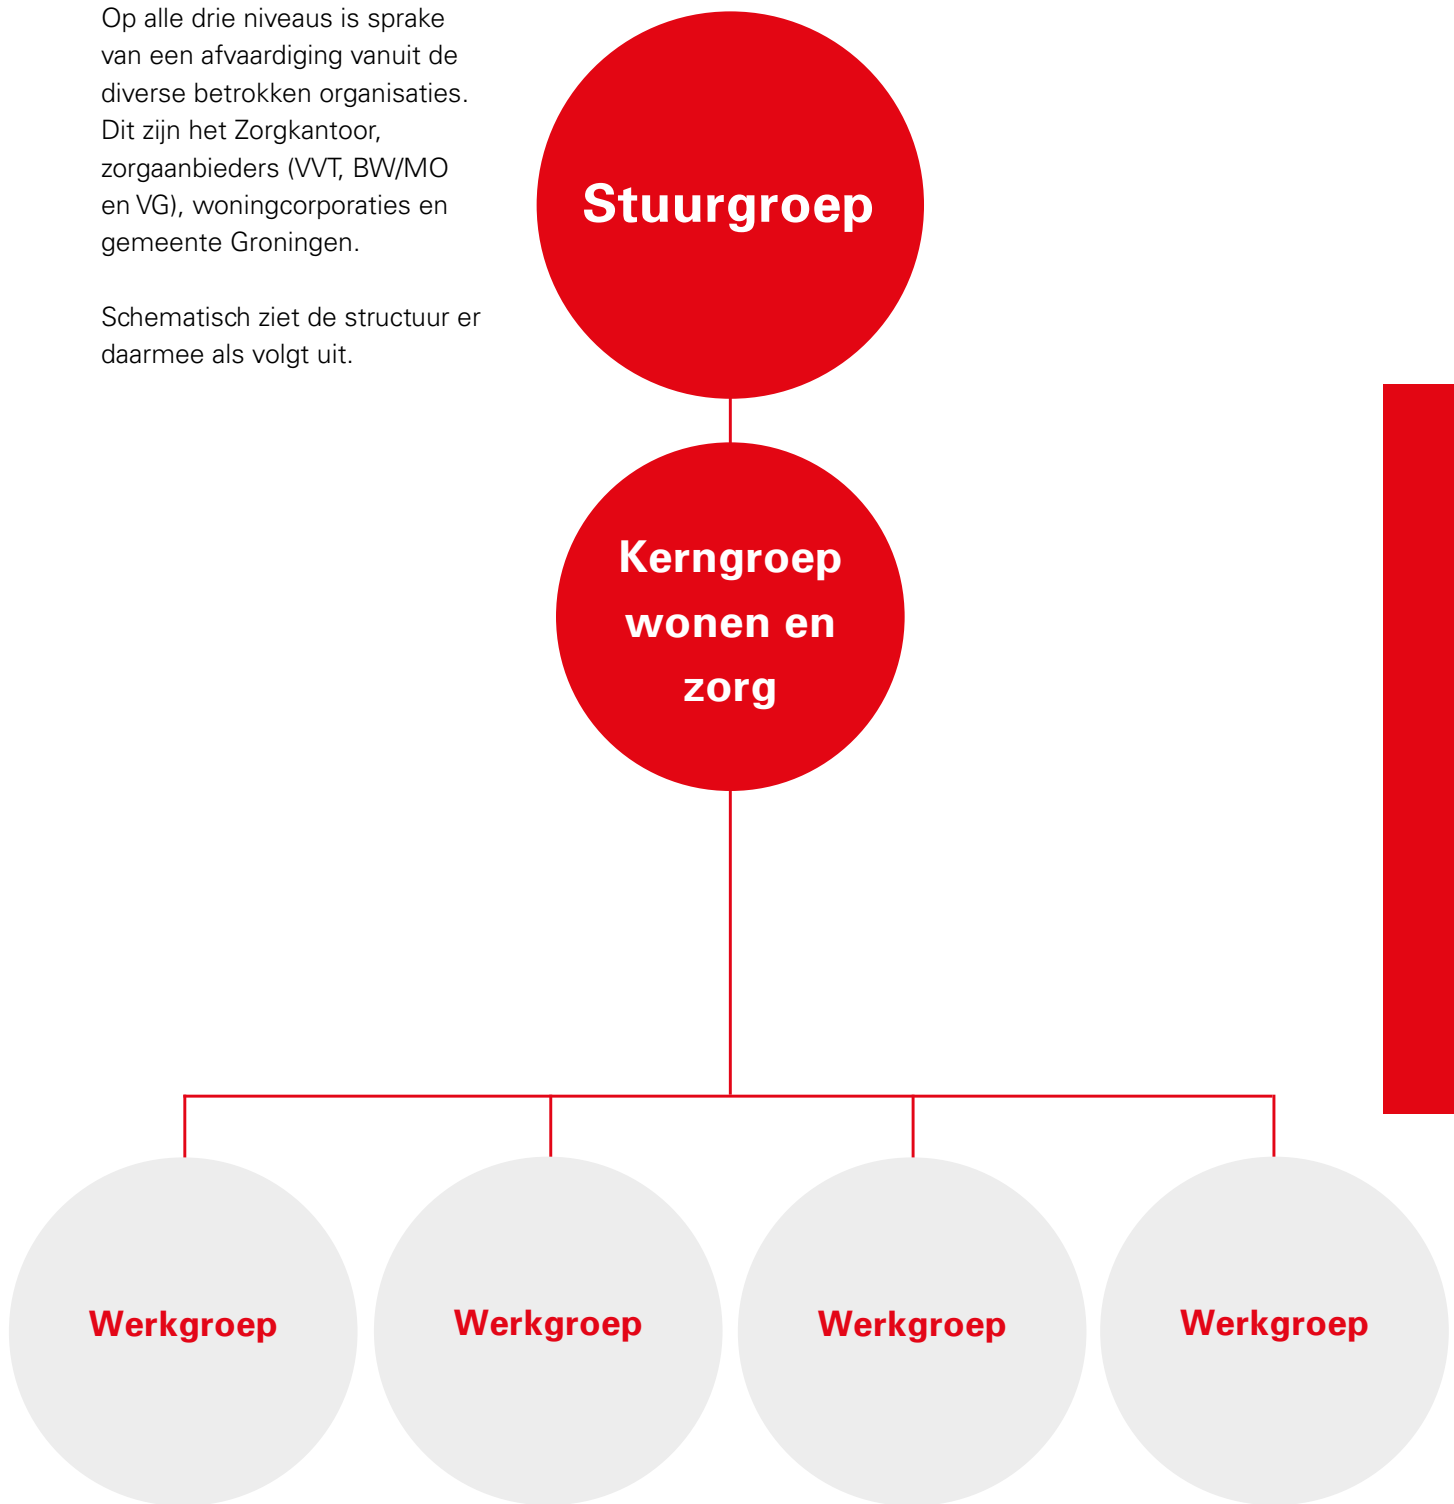 Op alle drie niveaus is sprake
van een afvaardiging vanuit de
diverse betrokken organisaties.
Dit zijn het Zorgkantoor,
zorgaanbieders (VVT, BW/MO
en VG), woningcorporaties en
gemeente Groningen.
Schematisch ziet de structuur er
daarmee als volgt uit.
Stuurgroep
Kerngroep
wonen en
zorg
Werkgroep
Werkgroep
Werkgroep
Werkgroep